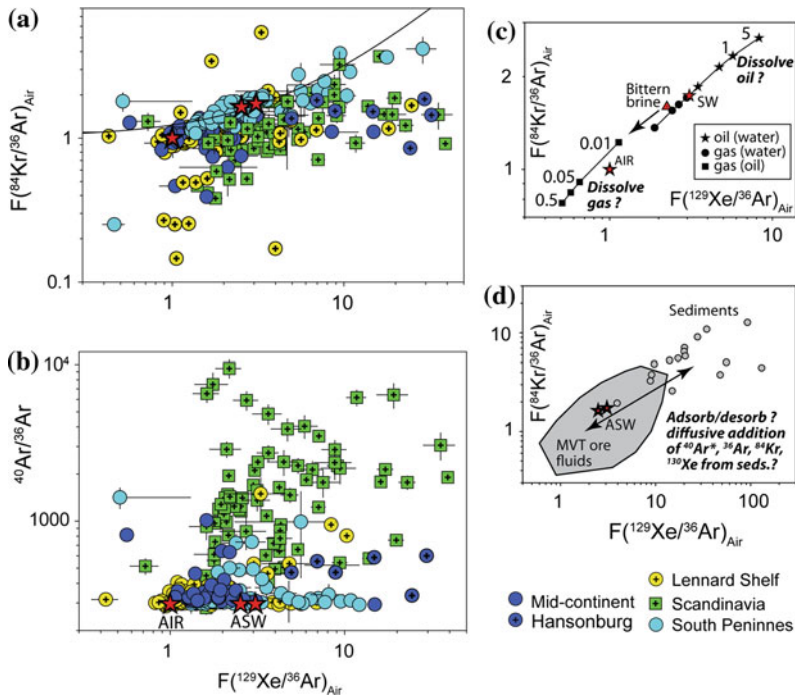 (a)
F(⁸⁴Kr/³⁶Ar)Air
1.0
0.1
1
10
(b)
⁴⁰Ar/³⁶Ar
10⁴
1000
AIR
ASW
1
10
F(¹²⁹Xe/³⁶Ar)Air
(c)
F(⁸⁴Kr/³⁶Ar)Air
2
1
5
1
Dissolve
oil ?
Bittern
brine
SW
0.01
AIR
0.05
0.5
Dissolve
gas ?
oil (water)
gas (water)
gas (oil)
F(¹²⁹Xe/³⁶Ar)Air
1
10
(d)
F(⁸⁴Kr/³⁶Ar)Air
10
1
Sediments
ASW
MVT ore
fluids
Adsorb/desorb ?
diffusive addition
of ⁴⁰Ar*, ³⁶Ar, ⁸⁴Kr,
¹³⁰Xe from seds.?
1
10
100
F(¹²⁹Xe/³⁶Ar)Air
Lennard Shelf
Mid-continent
Scandinavia
Hansonburg
South Peninnes